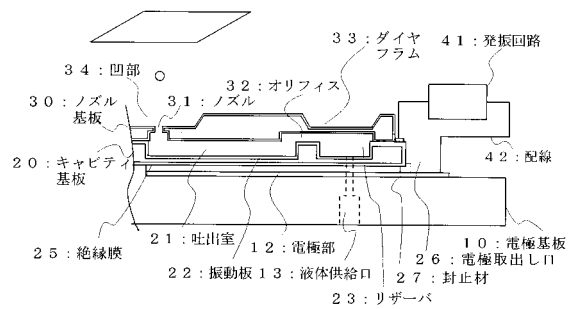 33：ダイヤ
フラム
41：発振回路
34：凹部
32：オリフィス
30：ノズル
基板
31：ノズル
20：キャビティ
基板
42：配線
25：絶縁膜
21：吐出室
12：電極部
10：電極基板
26：電極取出し口
22：振動板
13：液体供給口
27：封止材
23：リザーバ